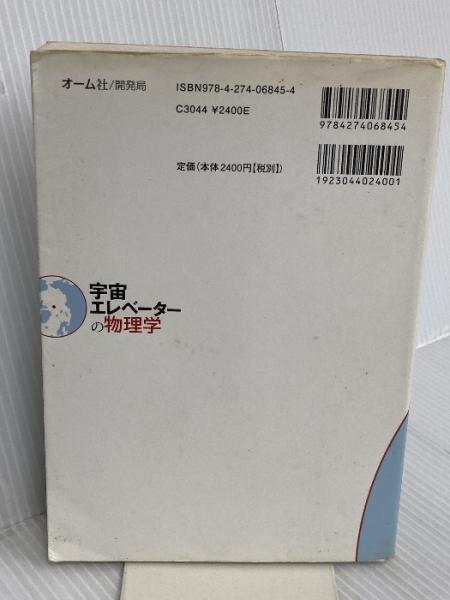 オーム社/開発局
ISBN978-4-274-06845-4
C3044 ¥2400E
定価(本体2400円【税別】)
9784274068454
1923044024001
宇宙
エレベーター
の物理学